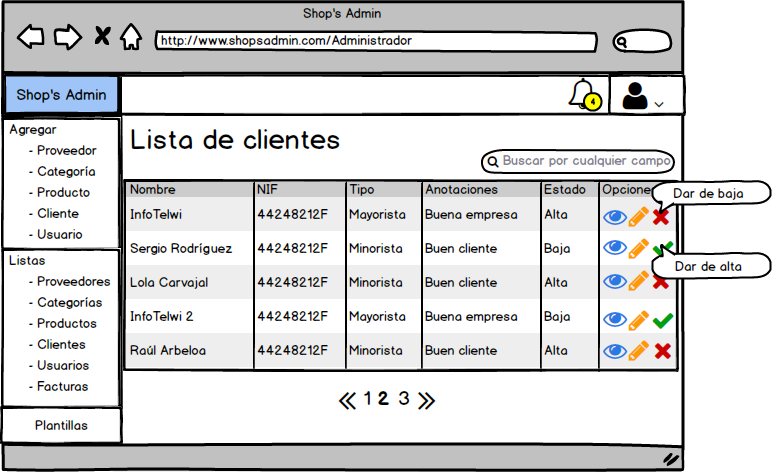 Shop's Admin
http://www.shopsadmin.com/Administrador
Shop's Admin
4
Agregar
- Proveedor
- Categoría
- Producto
- Cliente
- Usuario
Listas
- Proveedores
- Categorías
- Productos
- Clientes
- Usuarios
- Facturas
Plantillas
Lista de clientes
Buscar por cualquier campo
Nombre NIF Tipo Anotaciones Estado Opciones
Dar de baja
InfoTelwi 44248212F Mayorista Buena empresa Alta
Sergio Rodríguez 44248212F Minorista Buen cliente Baja
Dar de alta
Lola Carvajal 44248212F Minorista Buen cliente Alta
InfoTelwi 2 44248212F Mayorista Buena empresa Baja
Raúl Arbeloa 44248212F Minorista Buen cliente Alta
1 2 3